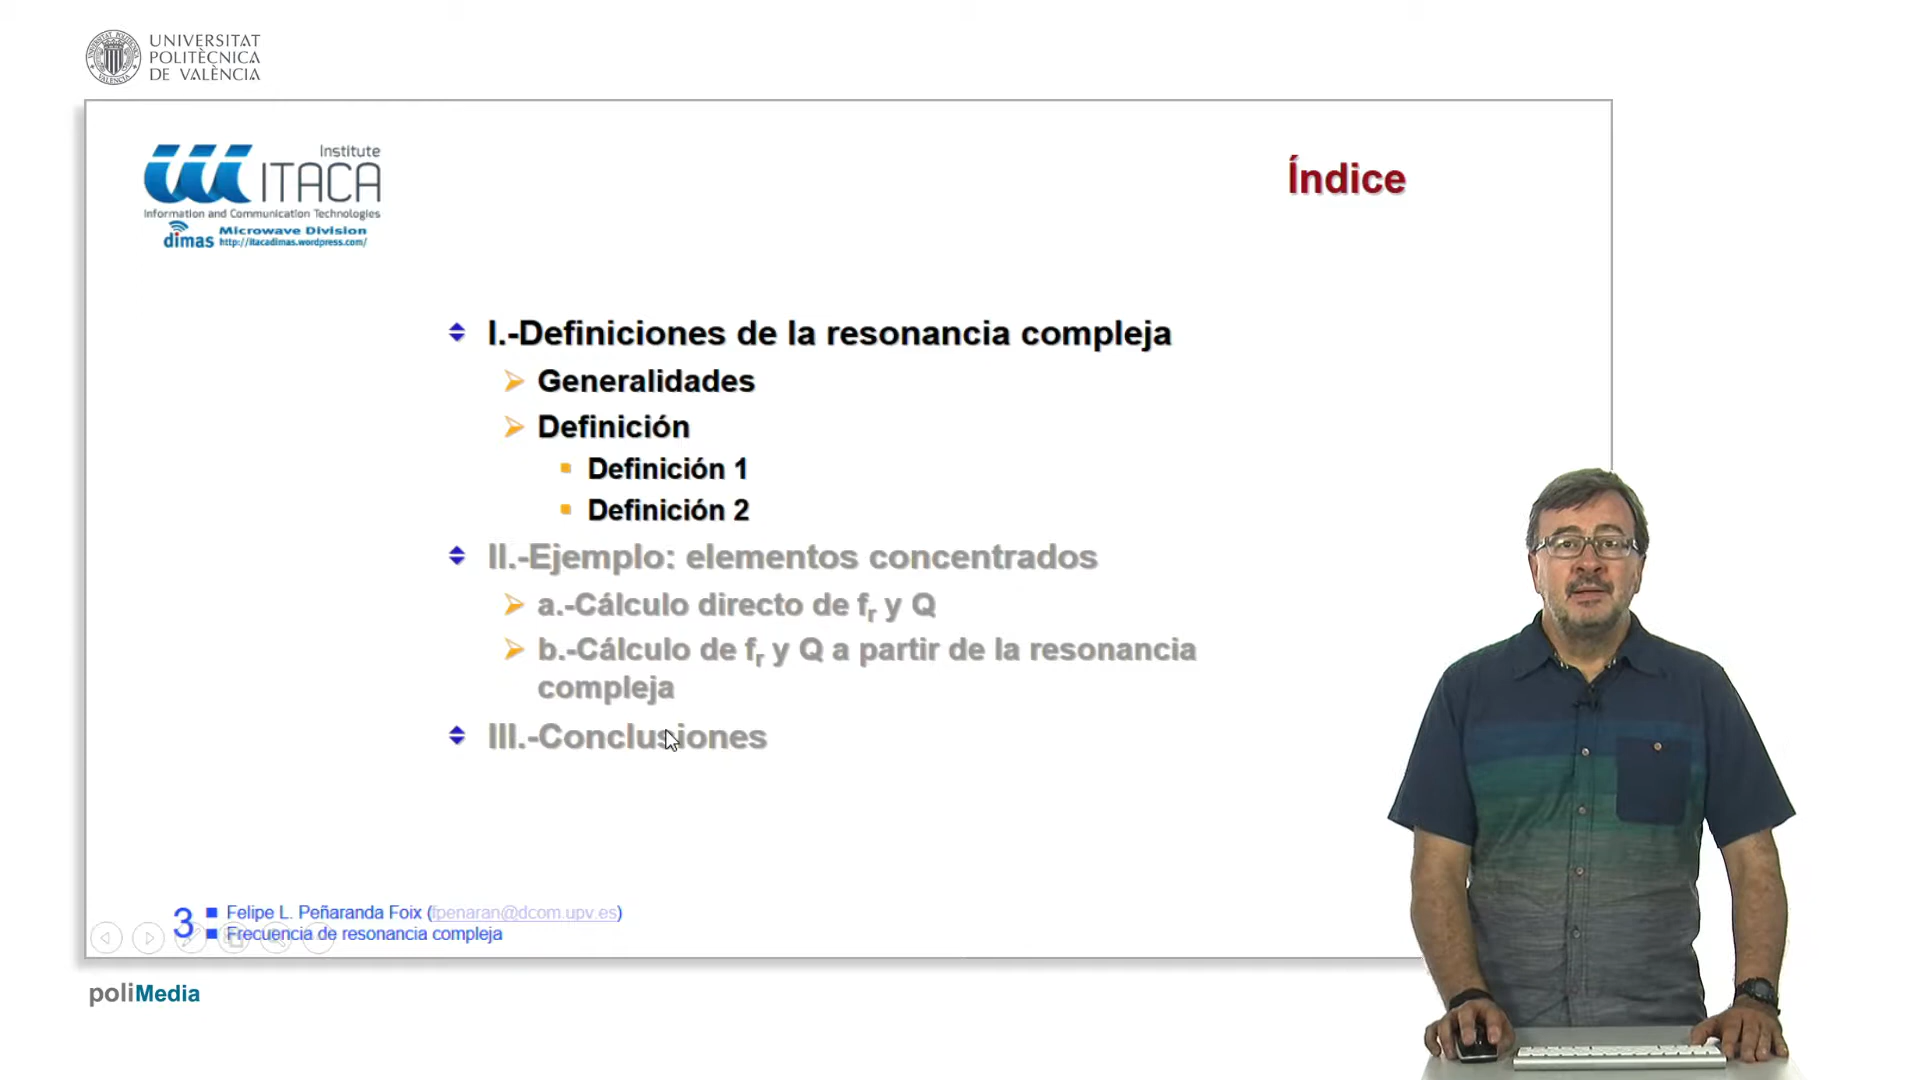 UNIVERSITAT
POLITÈCNICA
DE VALÈNCIA
Institute
ITACA
Information and Communication Technologies
dimas Microwave Division
http://itacadimas.wordpress.com/
Índice
I.-Definiciones de la resonancia compleja
Generalidades
Definición
Definición 1
Definición 2
II.-Ejemplo: elementos concentrados
a.-Cálculo directo de fr y Q
b.-Cálculo de fr y Q a partir de la resonancia
compleja
III.-Conclusiones
3
Felipe L. Peñaranda Foix (fpenaran@dcom.upv.es)
Frecuencia de resonancia compleja
poliMedia